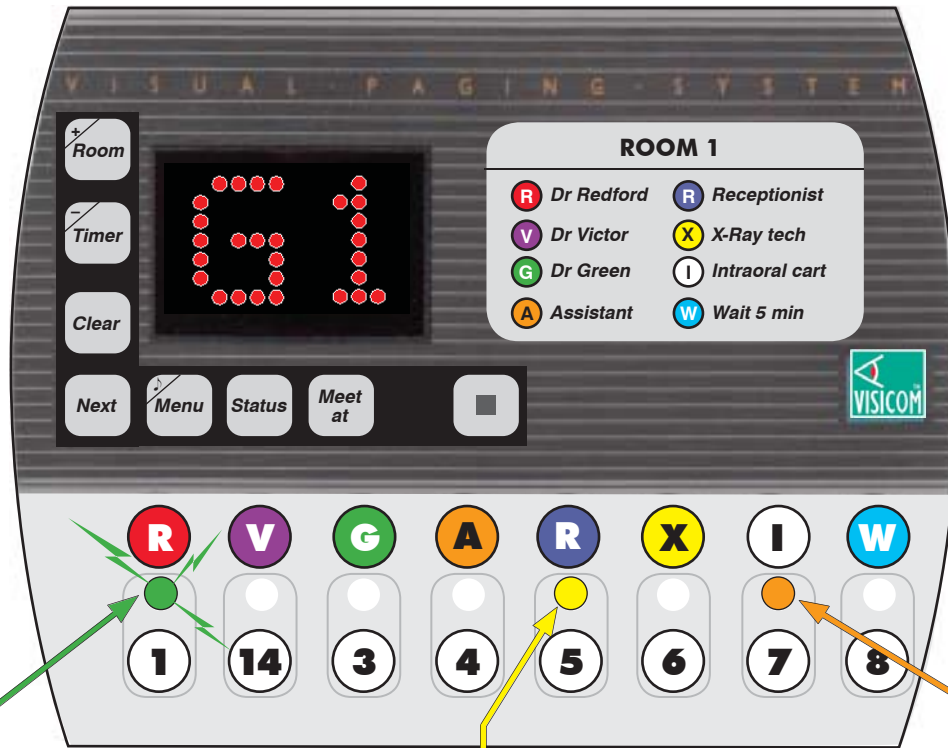 VISUAL · PAGING · SYSTEM
+
Room
−
Timer
Clear
Next
♪
Menu
Status
Meet
at
G1
ROOM 1
R Dr Redford
R Receptionist
V Dr Victor
X X-Ray tech
G Dr Green
I Intraoral cart
A Assistant
W Wait 5 min
VISICOM™
R V G A R X I W
1 14 3 4 5 6 7 8